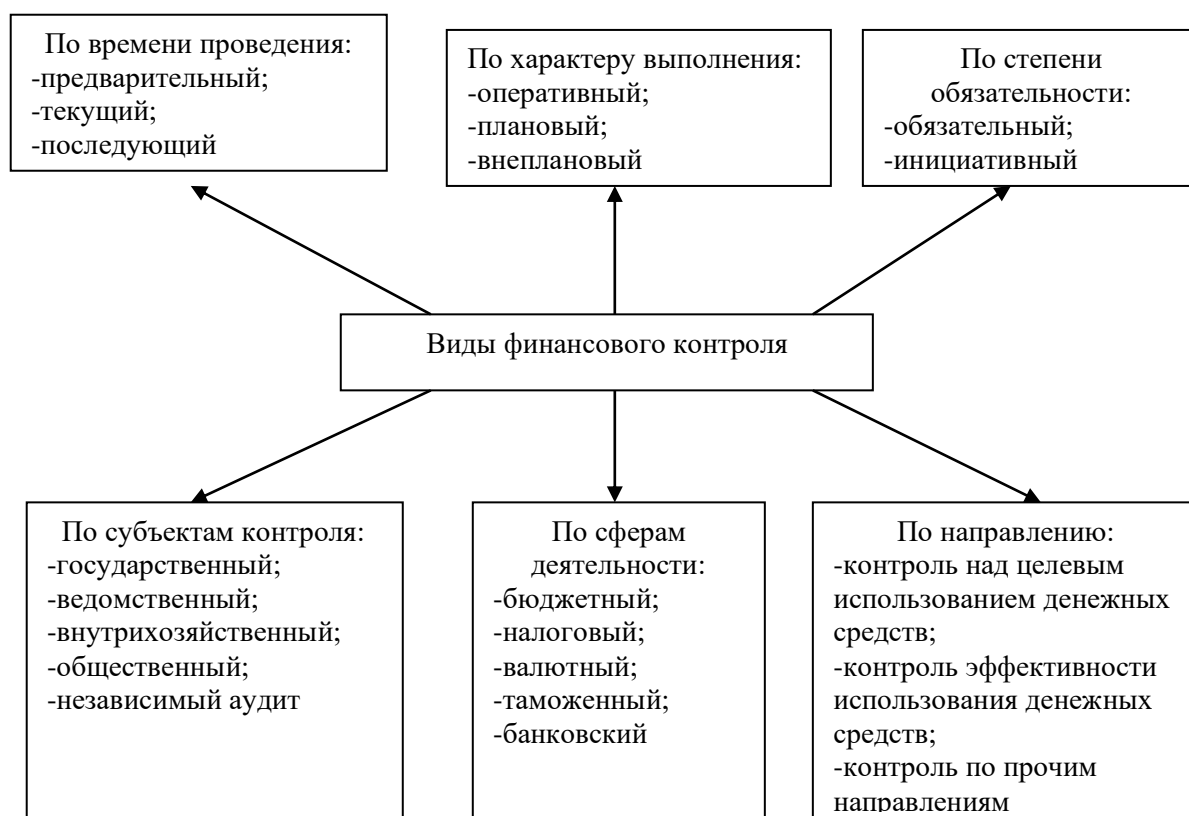 По времени проведения:
-предварительный;
-текущий;
-последующий
По характеру выполнения:
-оперативный;
-плановый;
-внеплановый
По степени
обязательности:
-обязательный;
-инициативный
Виды финансового контроля
По субъектам контроля:
-государственный;
-ведомственный;
-внутрихозяйственный;
-общественный;
-независимый аудит
По сферам
деятельности:
-бюджетный;
-налоговый;
-валютный;
-таможенный;
-банковский
По направлению:
-контроль над целевым
использованием денежных
средств;
-контроль эффективности
использования денежных
средств;
-контроль по прочим
направлениям